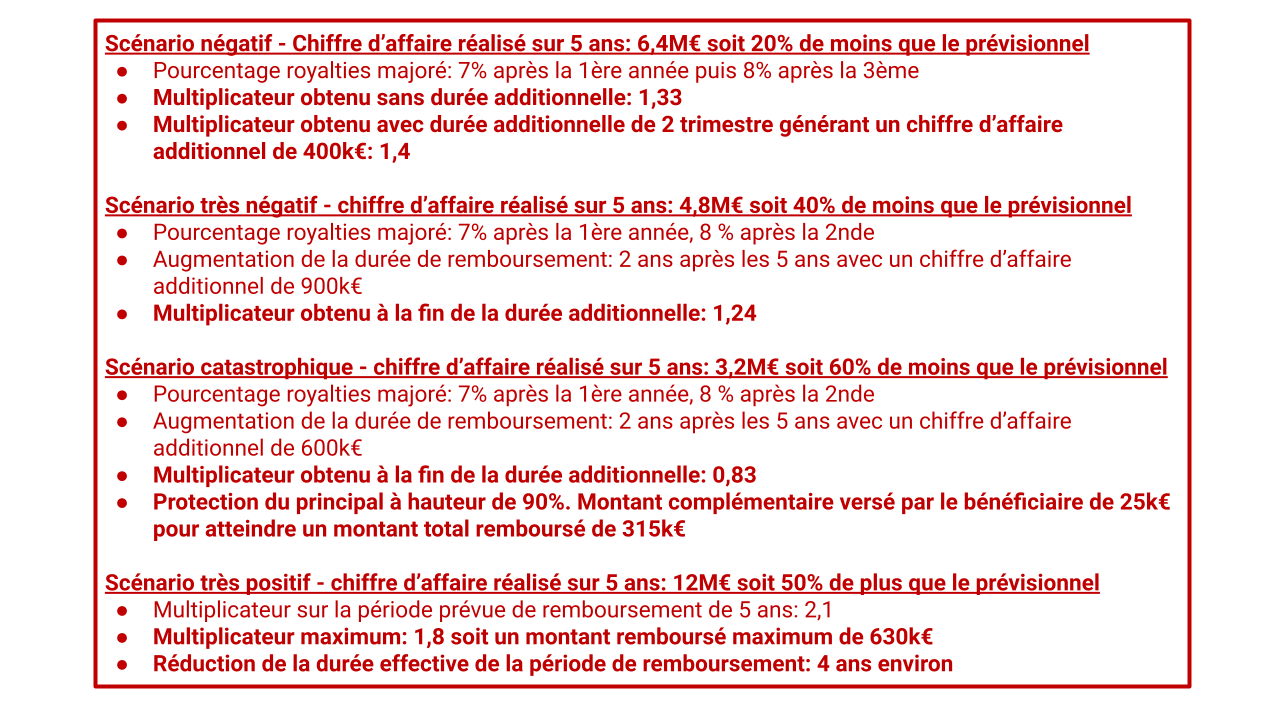 Scénario négatif - Chiffre d’affaire réalisé sur 5 ans: 6,4M€ soit 20% de moins que le prévisionnel
● Pourcentage royalties majoré: 7% après la 1ère année puis 8% après la 3ème
● Multiplicateur obtenu sans durée additionnelle: 1,33
● Multiplicateur obtenu avec durée additionnelle de 2 trimestre générant un chiffre d’affaire
additionnel de 400k€: 1,4
Scénario très négatif - chiffre d’affaire réalisé sur 5 ans: 4,8M€ soit 40% de moins que le prévisionnel
● Pourcentage royalties majoré: 7% après la 1ère année, 8 % après la 2nde
● Augmentation de la durée de remboursement: 2 ans après les 5 ans avec un chiffre d’affaire
additionnel de 900k€
● Multiplicateur obtenu à la fin de la durée additionnelle: 1,24
Scénario catastrophique - chiffre d’affaire réalisé sur 5 ans: 3,2M€ soit 60% de moins que le prévisionnel
● Pourcentage royalties majoré: 7% après la 1ère année, 8 % après la 2nde
● Augmentation de la durée de remboursement: 2 ans après les 5 ans avec un chiffre d’affaire
additionnel de 600k€
● Multiplicateur obtenu à la fin de la durée additionnelle: 0,83
● Protection du principal à hauteur de 90%. Montant complémentaire versé par le bénéficiaire de 25k€
pour atteindre un montant total remboursé de 315k€
Scénario très positif - chiffre d’affaire réalisé sur 5 ans: 12M€ soit 50% de plus que le prévisionnel
● Multiplicateur sur la période prévue de remboursement de 5 ans: 2,1
● Multiplicateur maximum: 1,8 soit un montant remboursé maximum de 630k€
● Réduction de la durée effective de la période de remboursement: 4 ans environ